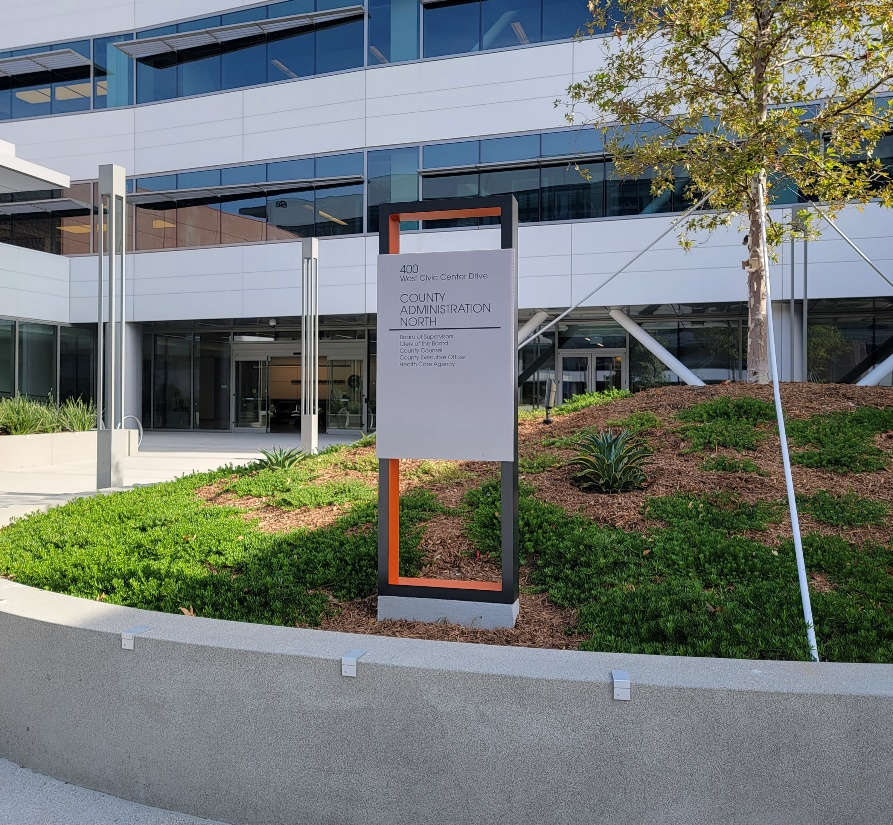 400
West Civic Center Drive
COUNTY
ADMINISTRATION
NORTH
Board of Supervisors
Clerk of the Board
County Counsel
County Executive Office
Health Care Agency